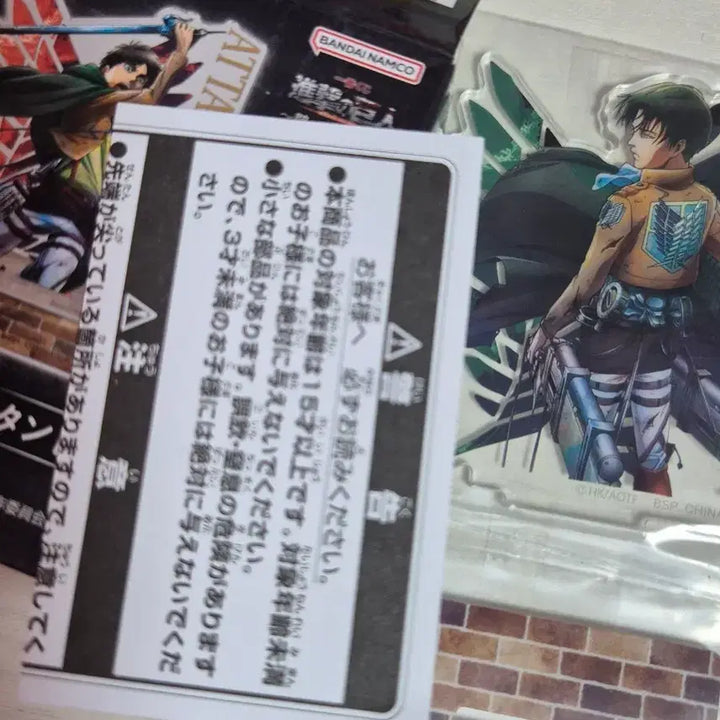 ATTA
BANDAI NAMCO
進撃の巨人
⚠警告
お客様へ 必ずお読みください。
●本商品の対象年齢は15才以上です。対象年齢未満
のお子様には絶対に与えないでください。
●小さな部品があります。誤飲・窒息の危険があります
ので、3才未満のお子様には絶対に与えないでくだ
さい。
⚠注意
●先端が尖っている箇所がありますので、注意してく
タン
©HK/AOTF BSP CHINA